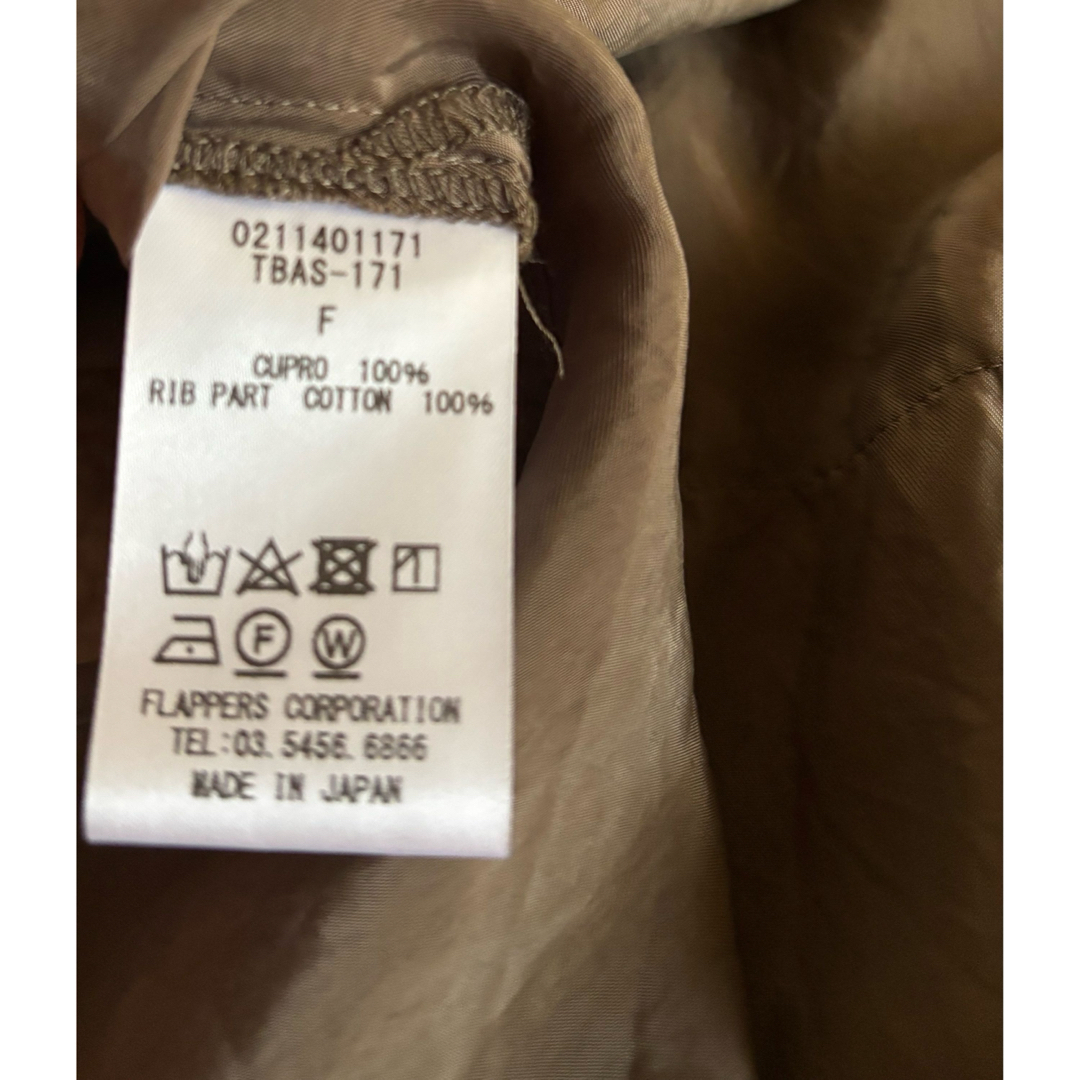 0211401171
TBAS-171
F
CUPRO 100%
RIB PART COTTON 100%
F W
FLAPPERS CORPORATION
TEL:03.5456.6866
MADE IN JAPAN